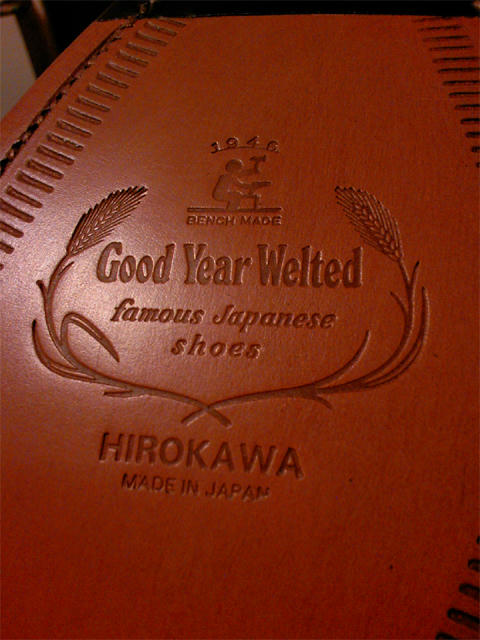 1946
BENCH MADE
Good Year Welted
famous Japanese
shoes
HIROKAWA
MADE IN JAPAN